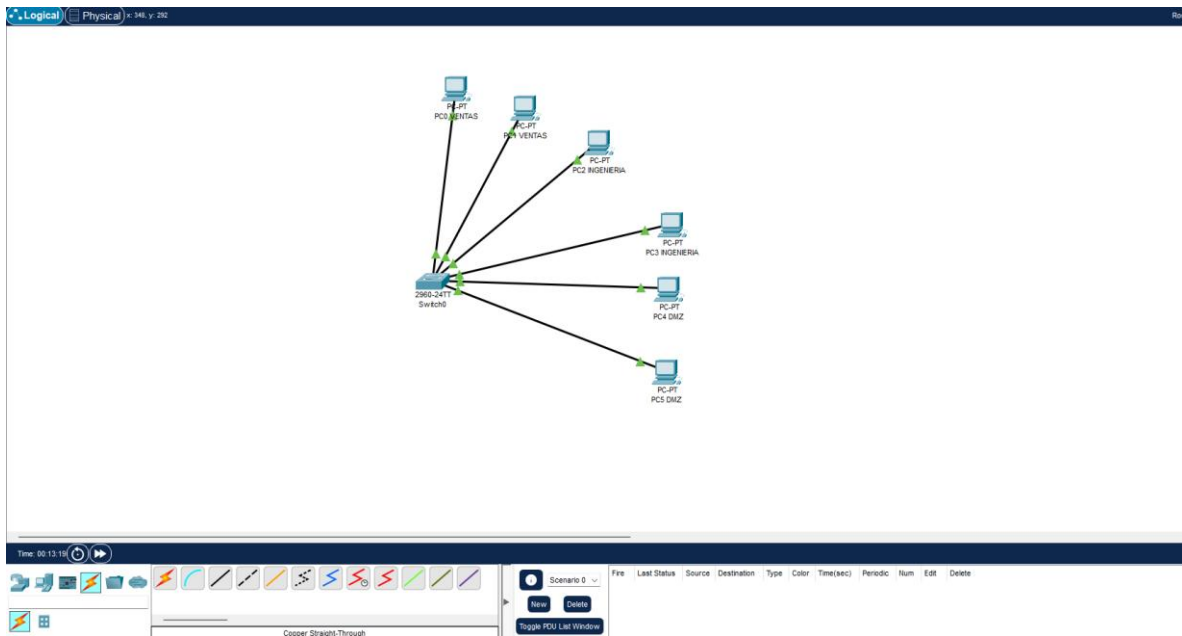 Logical Physical x: 348, y: 292
PC-PT
PC0 VENTAS
PC-PT
PC1 VENTAS
PC-PT
PC2 INGENIERIA
PC-PT
PC3 INGENIERIA
2960-24TT
Switch0
PC-PT
PC4 DMZ
PC-PT
PC5 DMZ
Time: 00:13:19
Scenario 0
New Delete
Toggle PDU List Window
Fire Last Status Source Destination Type Color Time(sec) Periodic Num Edit Delete
Copper Straight-Through